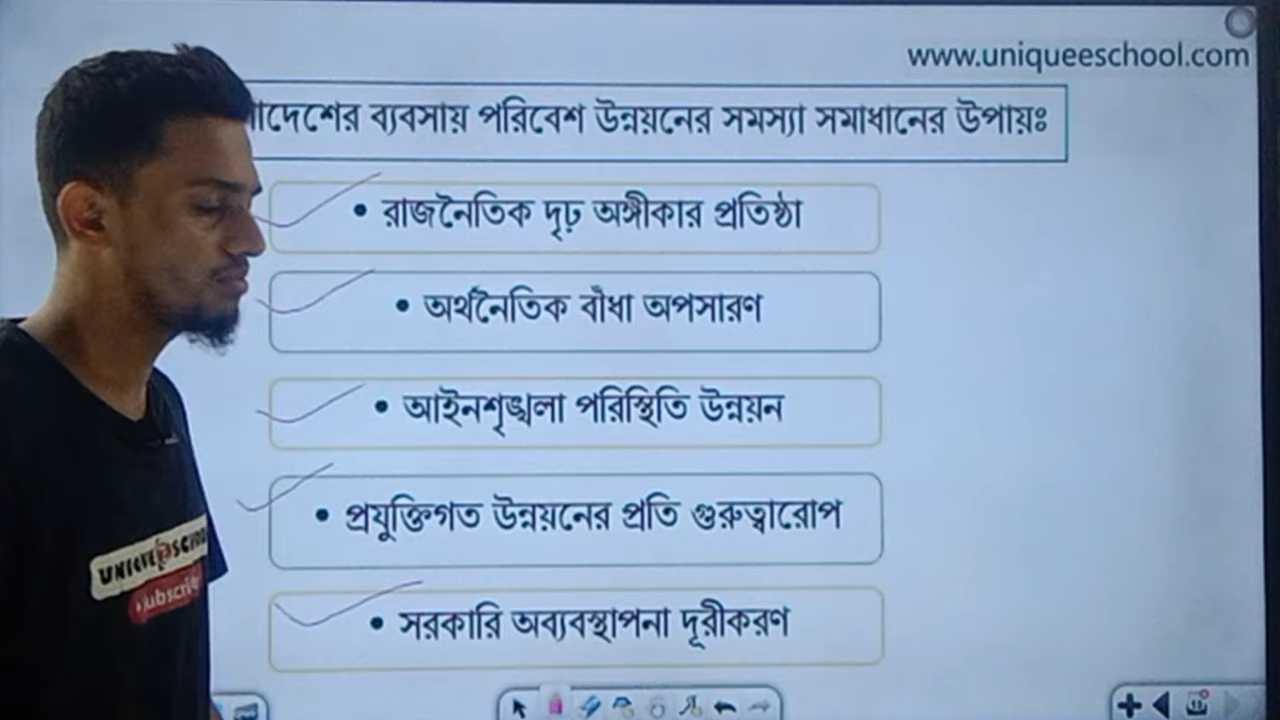 www.uniqueeschool.com
ব্যবসায় পরিবেশ উন্নয়নের সমস্যা সমাধানের উপায়ঃ
• রাজনৈতিক দৃঢ় অঙ্গীকার প্রতিষ্ঠা
• অর্থনৈতিক বাঁধা অপসারণ
• আইনশৃঙ্খলা পরিস্থিতি উন্নয়ন
• প্রযুক্তিগত উন্নয়নের প্রতি গুরুত্বারোপ
• সরকারি অব্যবস্থাপনা দূরীকরণ